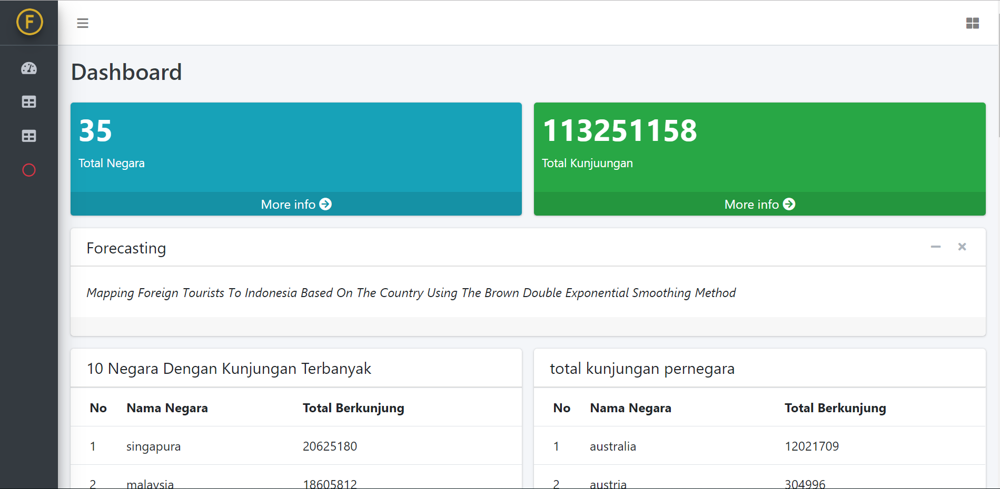 F
Dashboard
35
Total Negara
More info
113251158
Total Kunjuungan
More info
Forecasting
Mapping Foreign Tourists To Indonesia Based On The Country Using The Brown Double Exponential Smoothing Method
10 Negara Dengan Kunjungan Terbanyak
No Nama Negara Total Berkunjung
1 singapura 20625180
2 malaysia 18605812
total kunjungan pernegara
No Nama Negara Total Berkunjung
1 australia 12021709
2 austria 304996